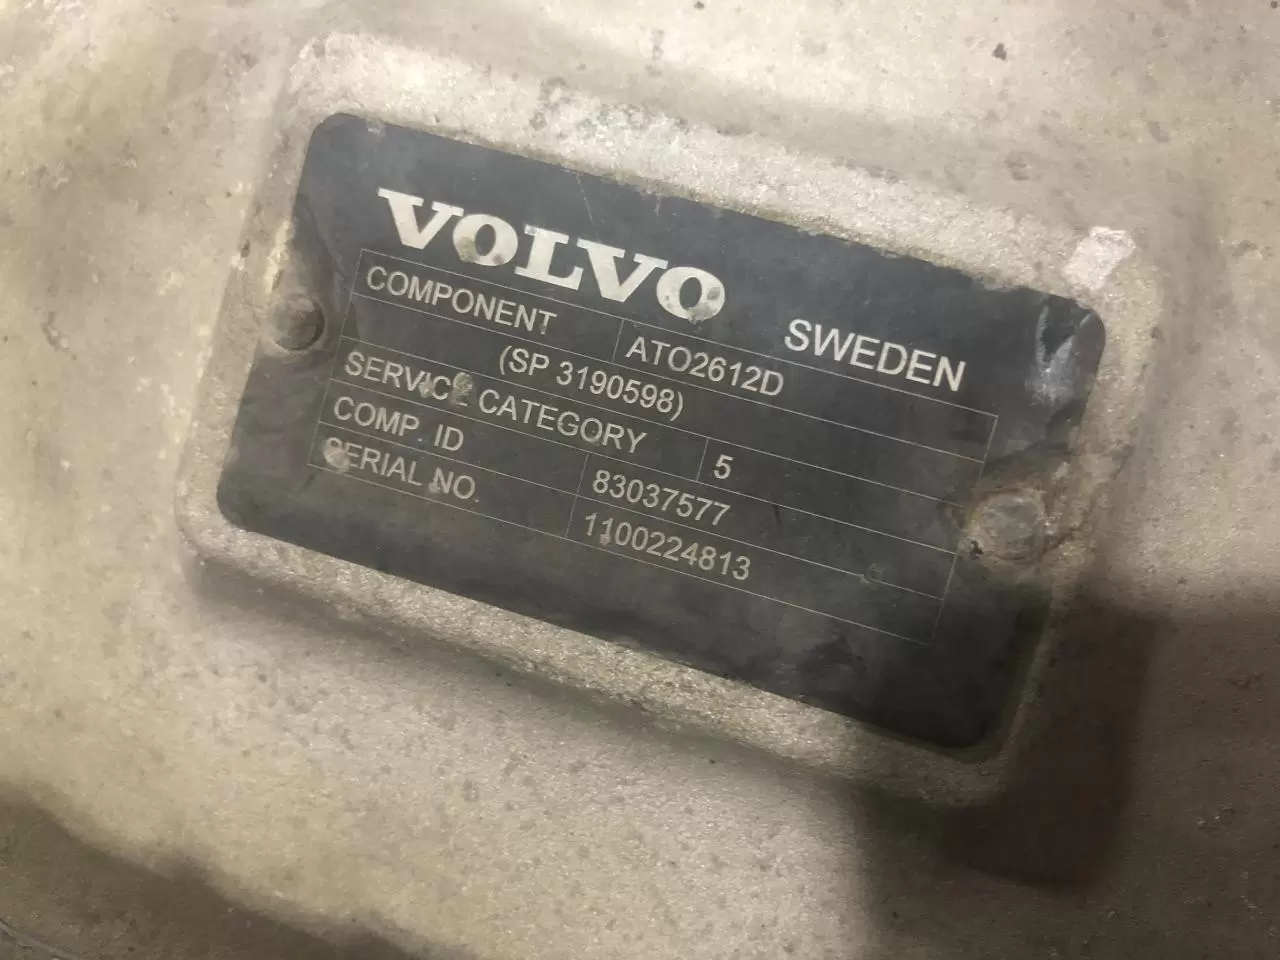 VOLVO SWEDEN
COMPONENT ATO2612D
(SP 3190598)
SERVICE CATEGORY 5
COMP. ID 83037577
SERIAL NO. 1100224813